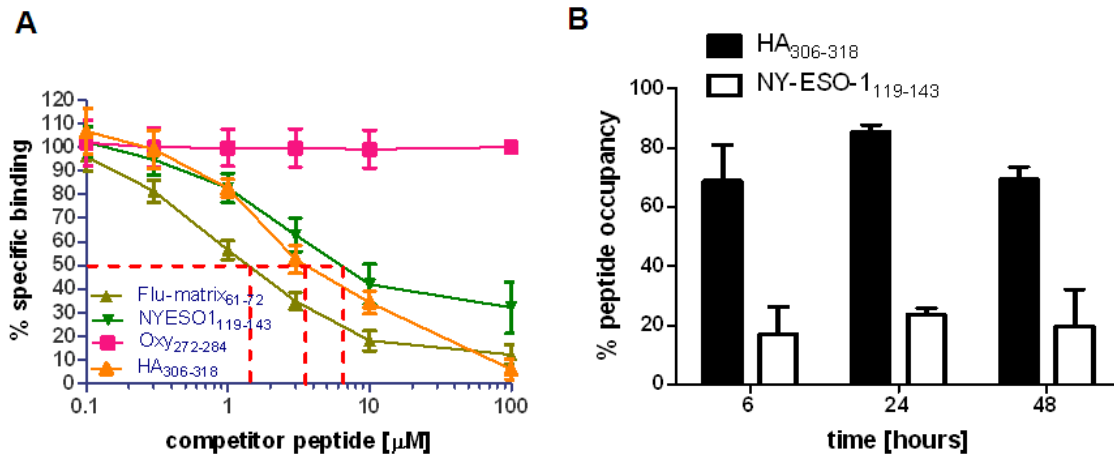 A
% specific binding
120
110
100
90
80
70
60
50
40
30
20
10
0
Flu-matrix61-72
NYESO1119-143
Oxy272-284
HA306-318
0.1 1 10 100
competitor peptide [μM]
B
HA306-318
NY-ESO-1119-143
% peptide occupancy
100
80
60
40
20
0
6 24 48
time [hours]